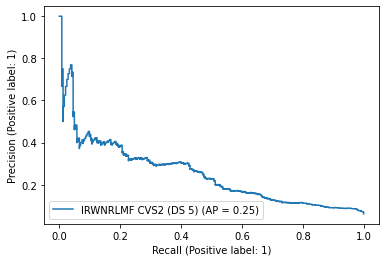 Precision (Positive label: 1)
1.0
0.8
0.6
0.4
0.2
IRWNRLMF CVS2 (DS 5) (AP = 0.25)
0.0 0.2 0.4 0.6 0.8 1.0
Recall (Positive label: 1)